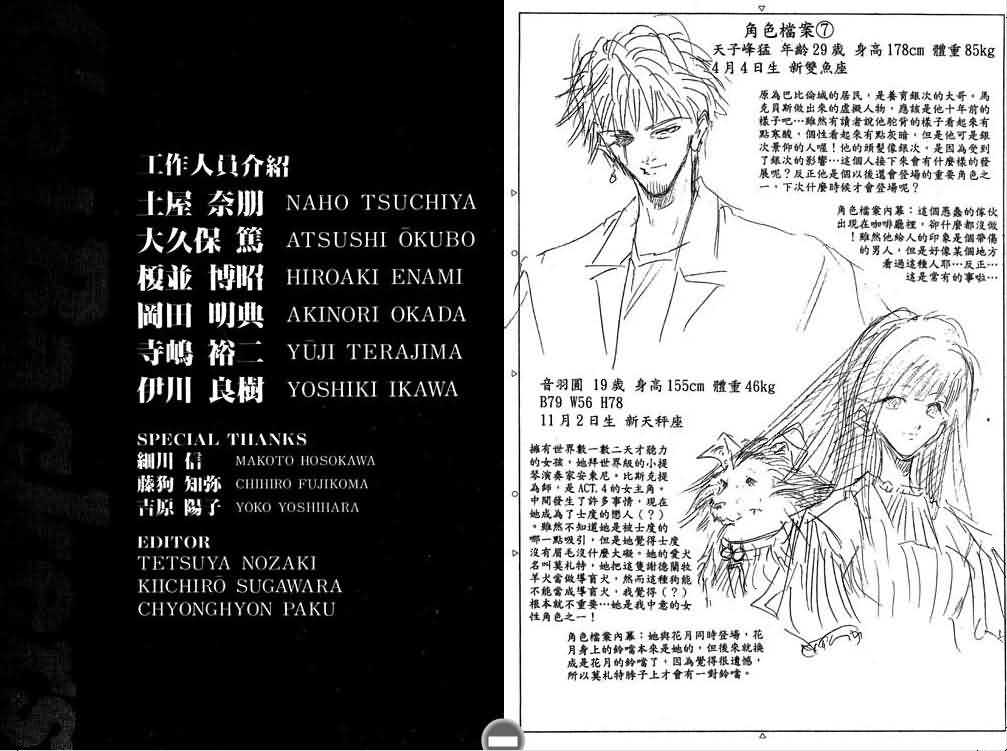 工作人員介紹
土屋 奈朋 NAHO TSUCHIYA
大久保 篤 ATSUSHI ŌKUBO
榎並 博昭 HIROAKI ENAMI
岡田 明典 AKINORI OKADA
寺嶋 裕二 YŪJI TERAJIMA
伊川 良樹 YOSHIKI IKAWA
SPECIAL THANKS
細川 信 MAKOTO HOSOKAWA
藤狗 知弥 CHIHIRO FUJIKOMA
吉原 陽子 YOKO YOSHIHARA
EDITOR
TETSUYA NOZAKI
KIICHIRŌ SUGAWARA
CHYONGHYON PAKU
角色檔案⑦
天子峰猛 年齡29歲 身高178cm 體重85kg
4月4日生 新雙魚座
原為巴比倫城的居民，是養育銀次的大哥。馬
克貝斯做出來的虛擬人物，應該是他十年前的
樣子吧…雖然有讀者說他駝背的樣子看起來有
點寒酸，個性看起來有點灰暗，但是他可是銀
次景仰的人喔！他的頭髮像銀次，是因為受到
了銀次的影響…這個人接下來會有什麼樣的發
展呢？反正他是個以後還會登場的重要角色之
一，下次什麼時候才會登場呢？
角色檔案內幕：這個愚蠢的傢伙
出現在咖啡廳裡，卻什麼都沒做
！雖然他給人的印象是個帶傷
的男人，但是好像某個地方
看過這種人耶…反正…
這是常有的事啦…
音羽圓 19歲 身高155cm 體重46kg
B79 W56 H78
11月2日生 新天秤座
擁有世界數一數二天才聽力
的女孩，她拜世界級的小提
琴演奏家安東尼。比斯克提
為師，是ACT.4的女主角。
中間發生了許多事情，現在
她成為了士度的戀人（？）
。雖然不知道她是被士度的
哪一點吸引，但是她覺得士度
沒有眉毛沒什麼大礙。她的愛犬
名叫莫札特，她把這隻謝德蘭牧
羊犬當做導盲犬，然而這種狗能
不能當成導盲犬，我覺得（？）
根本就不重要…她是我中意的女
性角色之一！
角色檔案內幕：她與花月同時登場，花
月身上的鈴噹本來是她的，但後來就換
成是花月的鈴噹了，因為覺得很遺憾，
所以莫札特脖子上才會有一對鈴噹。